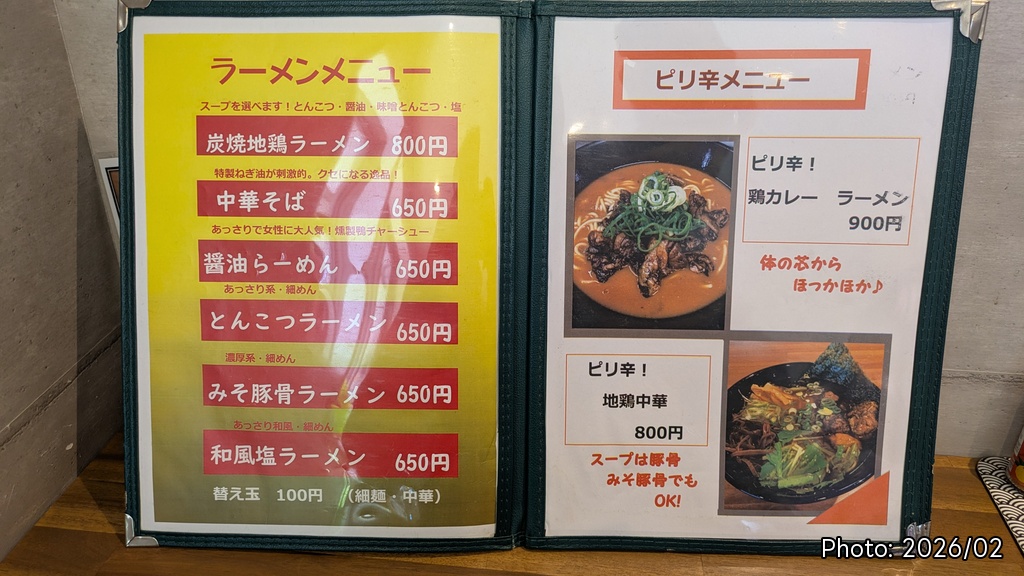 ラーメンメニュー
スープを選べます！とんこつ・醤油・味噌とんこつ・塩
炭焼地鶏ラーメン 800円
特製ねぎ油が刺激的。クセになる逸品！
中華そば 650円
あっさりで女性に大人気！燻製鴨チャーシュー
醤油らーめん 650円
あっさり系・細めん
とんこつラーメン 650円
濃厚系・細めん
みそ豚骨ラーメン 650円
あっさり和風・細めん
和風塩ラーメン 650円
替え玉 100円 （細麺・中華）
ピリ辛メニュー
ピリ辛！
鶏カレー ラーメン
900円
体の芯から
ほっかほか♪
ピリ辛！
地鶏中華
800円
スープは豚骨
みそ豚骨でも
OK!
Photo: 2026/02